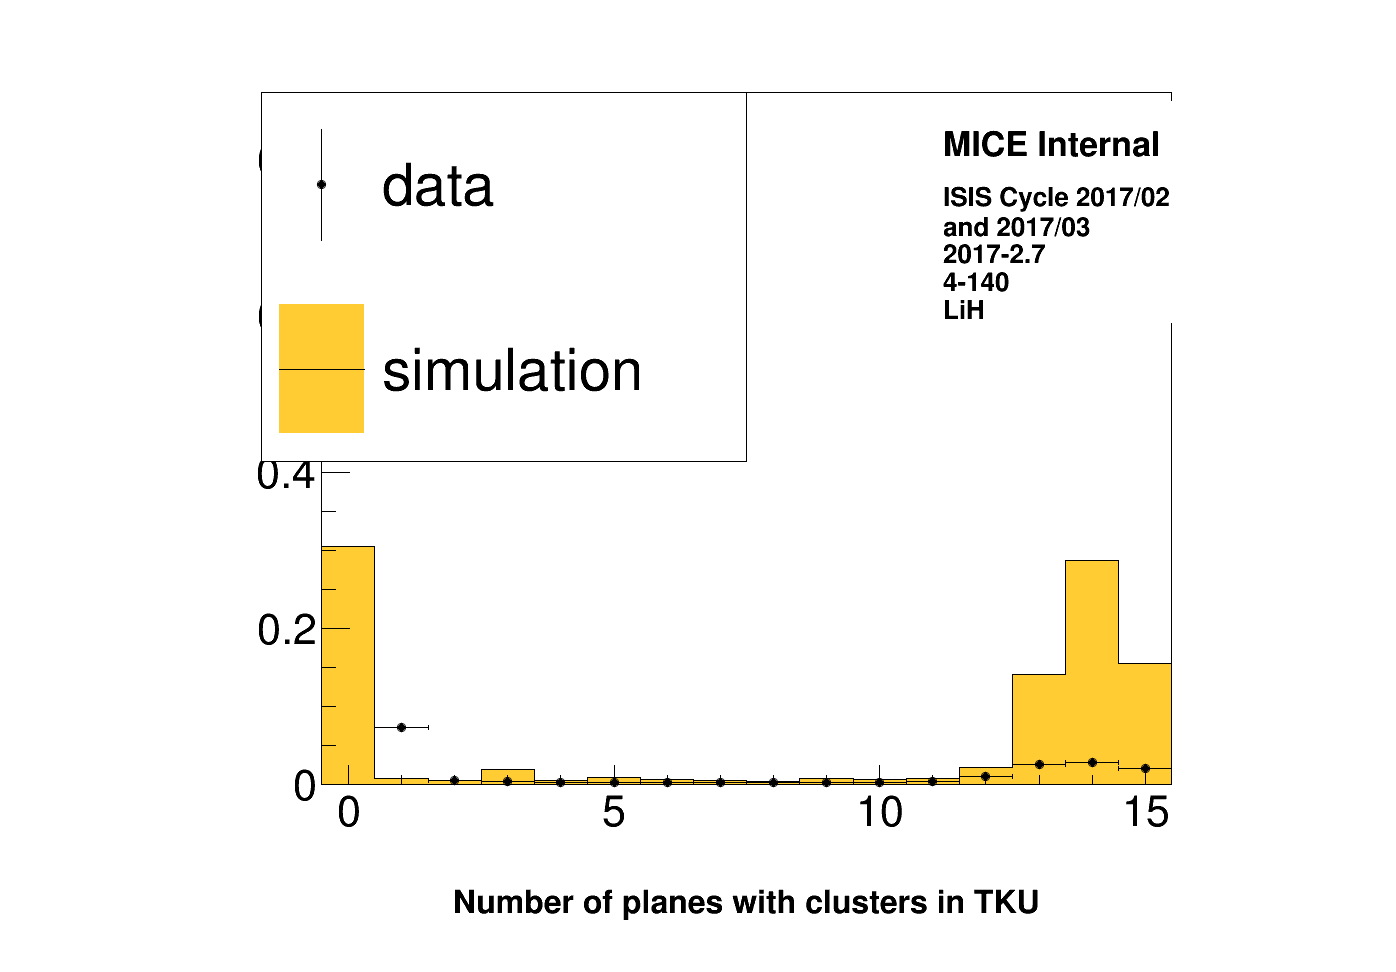 MICE Internal
data
ISIS Cycle 2017/02
and 2017/03
2017-2.7
4-140
LiH
simulation
0.4
0.2
0
0 5 10 15
Number of planes with clusters in TKU